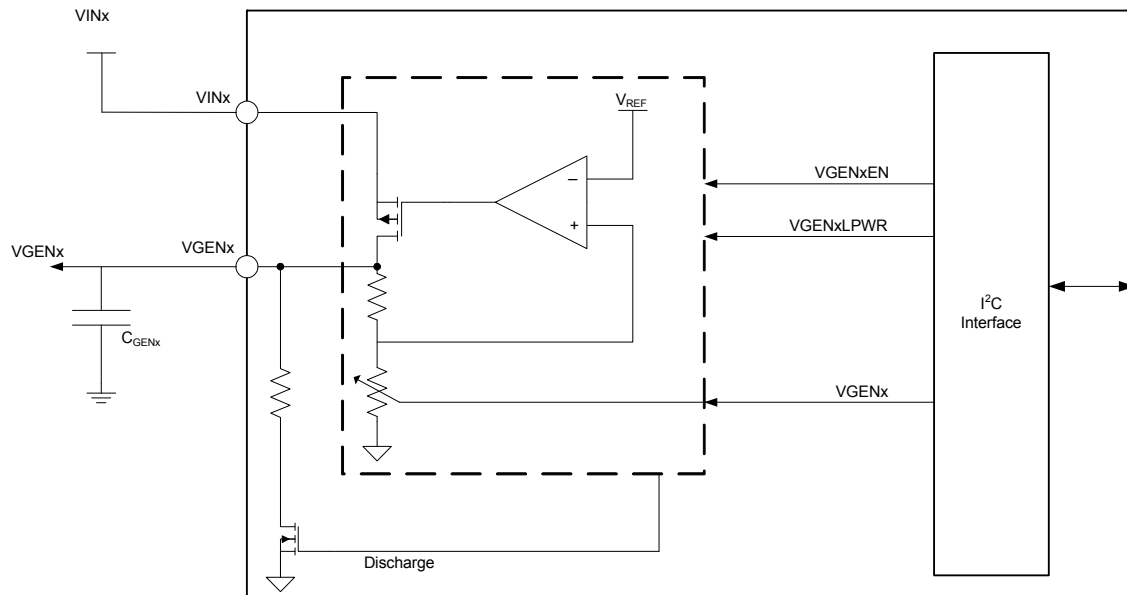 VINx
VINx
VREF
_
+
VGENxEN
VGENxLPWR
VGENx
VGENx
CGENx
I2C
Interface
VGENx
Discharge